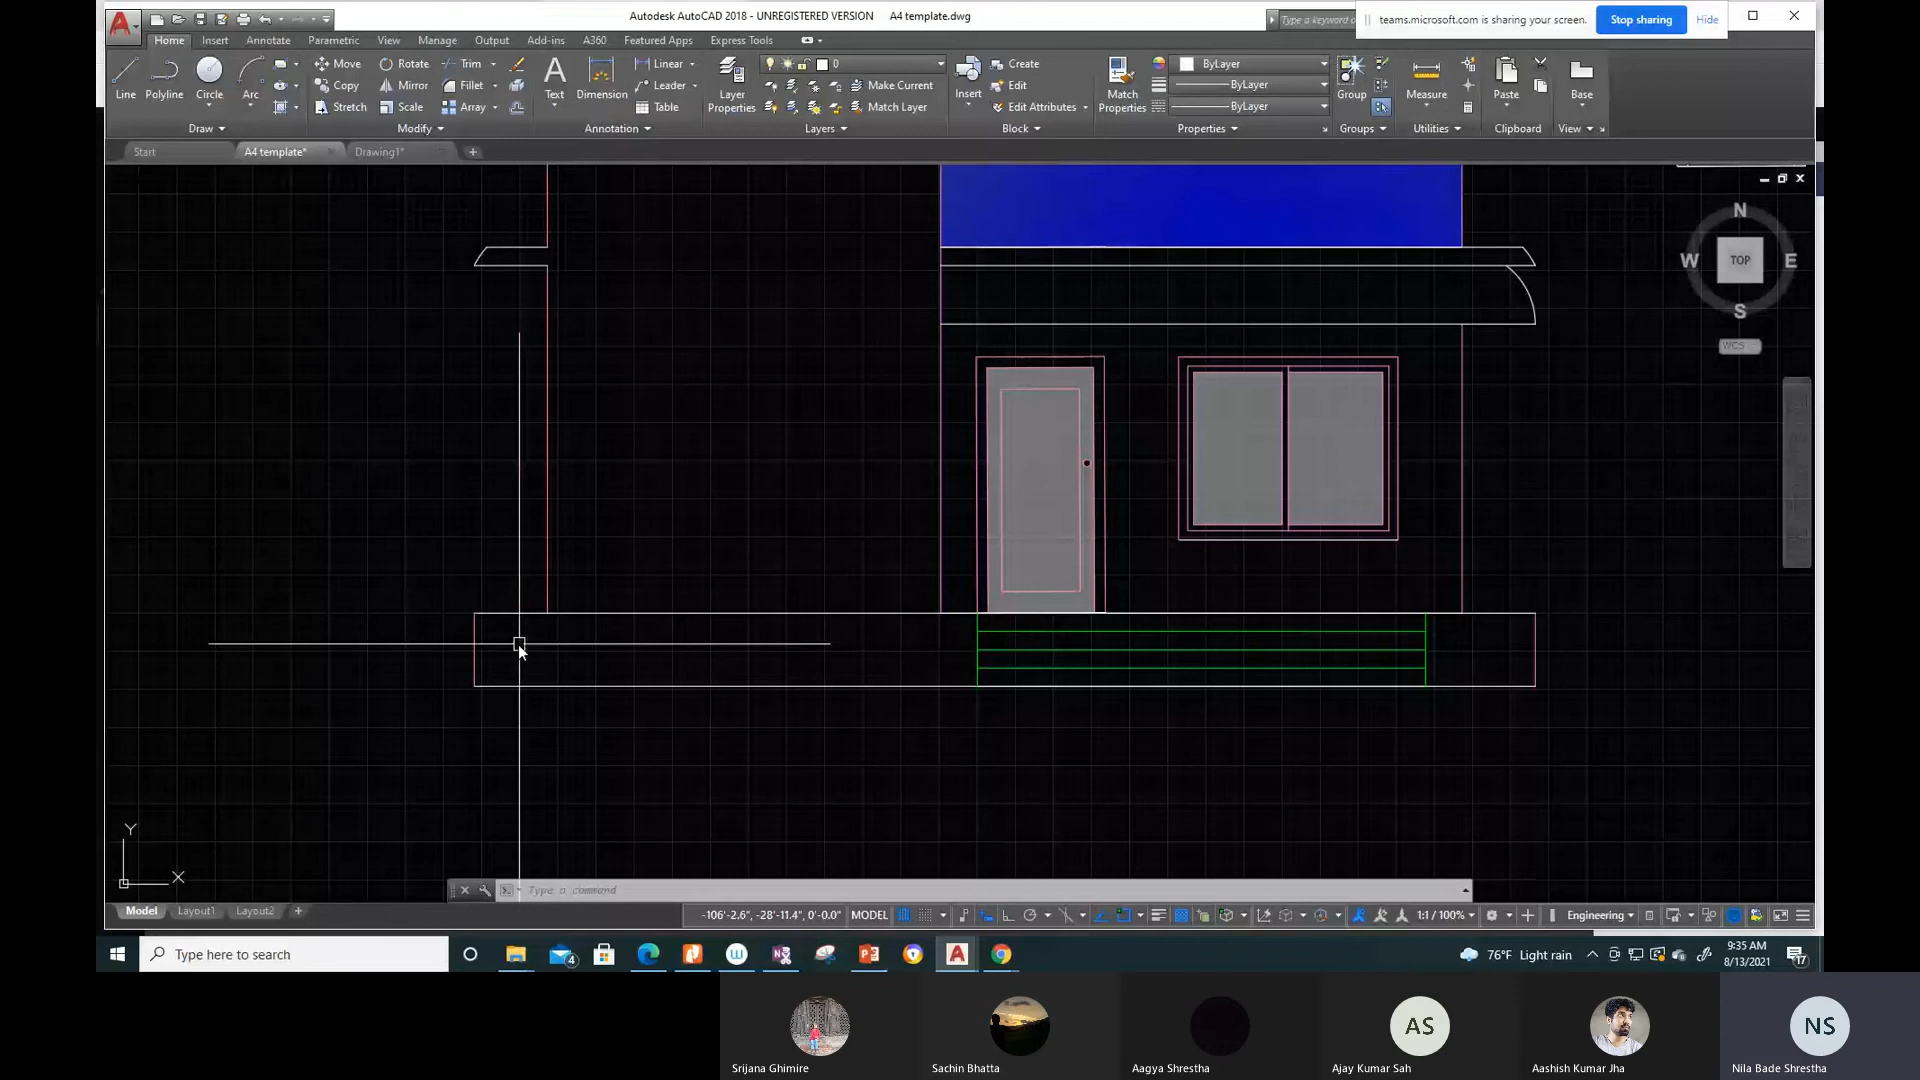 Autodesk AutoCAD 2018 - UNREGISTERED VERSION A4 template.dwg
Type a keyword o
teams.microsoft.com is sharing your screen.
Stop sharing
Hide
Home Insert Annotate Parametric View Manage Output Add-ins A360 Featured Apps Express Tools
Line Polyline Circle Arc
Move Rotate Trim
Copy Mirror Fillet
Stretch Scale Array
Text Dimension
Linear
Leader
Table
Layer Properties
0
Make Current
Match Layer
Insert
Create
Edit
Edit Attributes
Match Properties
ByLayer
ByLayer
ByLayer
Group Measure Paste Base
Draw Modify Annotation Layers Block Properties Groups Utilities Clipboard View
Start A4 template* Drawing1*
N
W TOP E
S
WCS
Y
X
Type a command
Model Layout1 Layout2
-106'-2.6", -28'-11.4", 0'-0.0" MODEL 1:1 / 100% Engineering
Type here to search
4
76°F Light rain
9:35 AM
8/13/2021
17
AS NS
Srijana Ghimire Sachin Bhatta Aagya Shrestha Ajay Kumar Sah Aashish Kumar Jha Nila Bade Shrestha